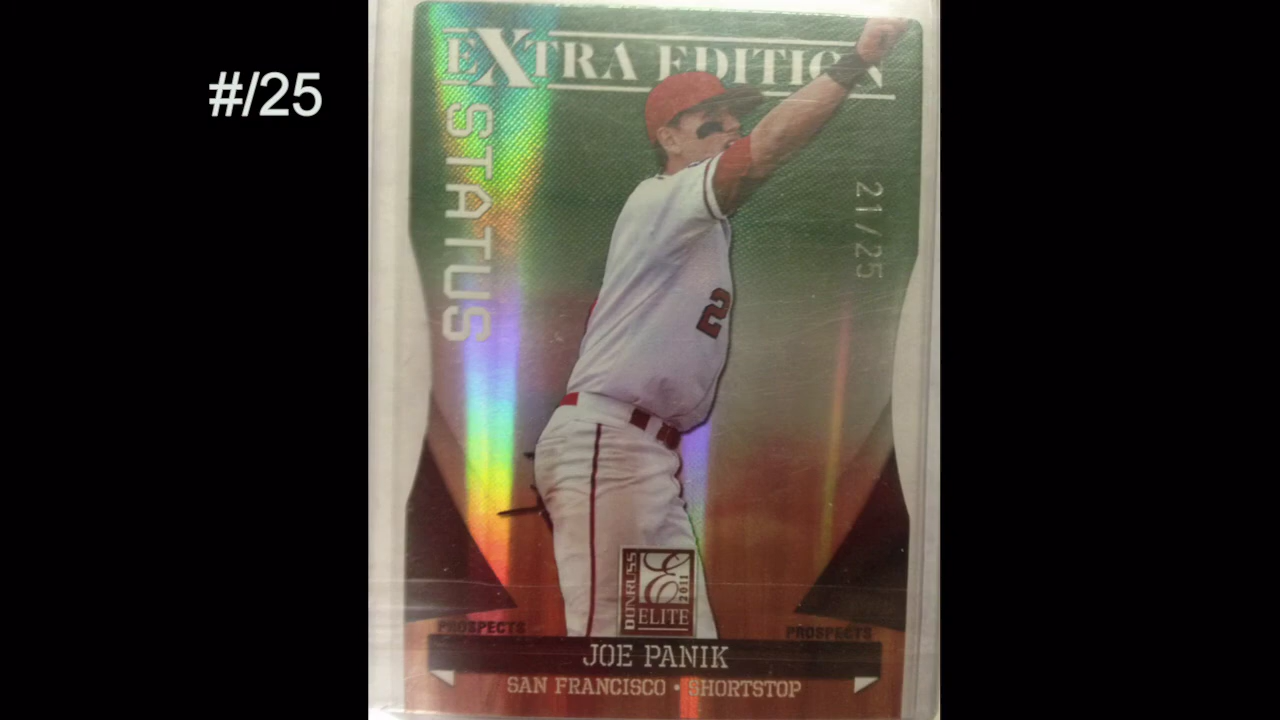 #/25
EXTRA EDITION
STATUS
21/25
2
DONRUSS
E
ELITE
2011
PROSPECTS
PROSPECTS
JOE PANIK
SAN FRANCISCO • SHORTSTOP